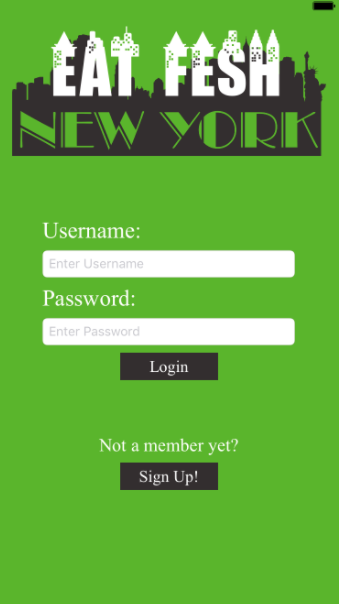 EAT FESH
NEW YORK
Username:
Enter Username
Password:
Enter Password
Login
Not a member yet?
Sign Up!